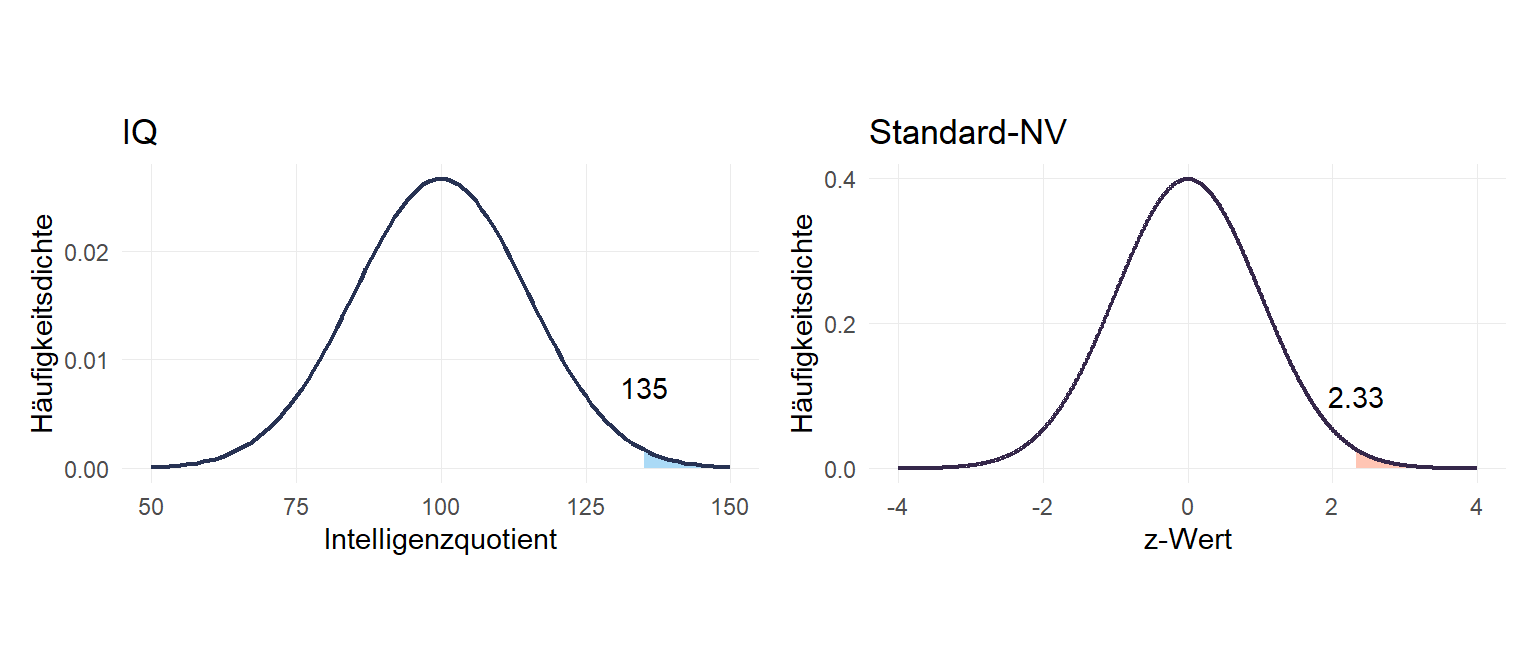 IQ
Häufigkeitsdichte
0.02
0.01
0.00
135
50 75 100 125 150
Intelligenzquotient
Standard-NV
Häufigkeitsdichte
0.4
0.2
0.0
2.33
-4 -2 0 2 4
z-Wert